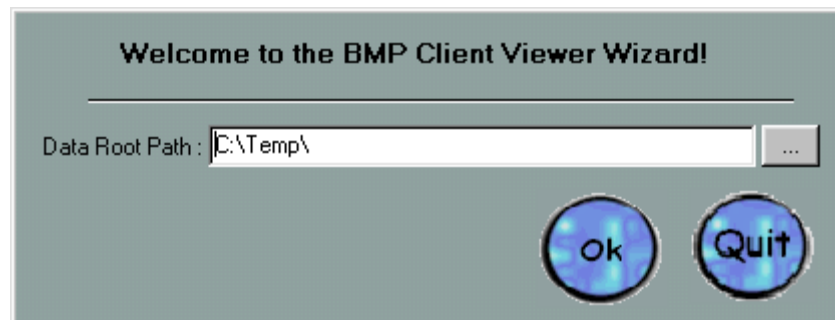 Welcome to the BMP Client Viewer Wizard!
Data Root Path : C:\Temp\ ...
Ok Quit